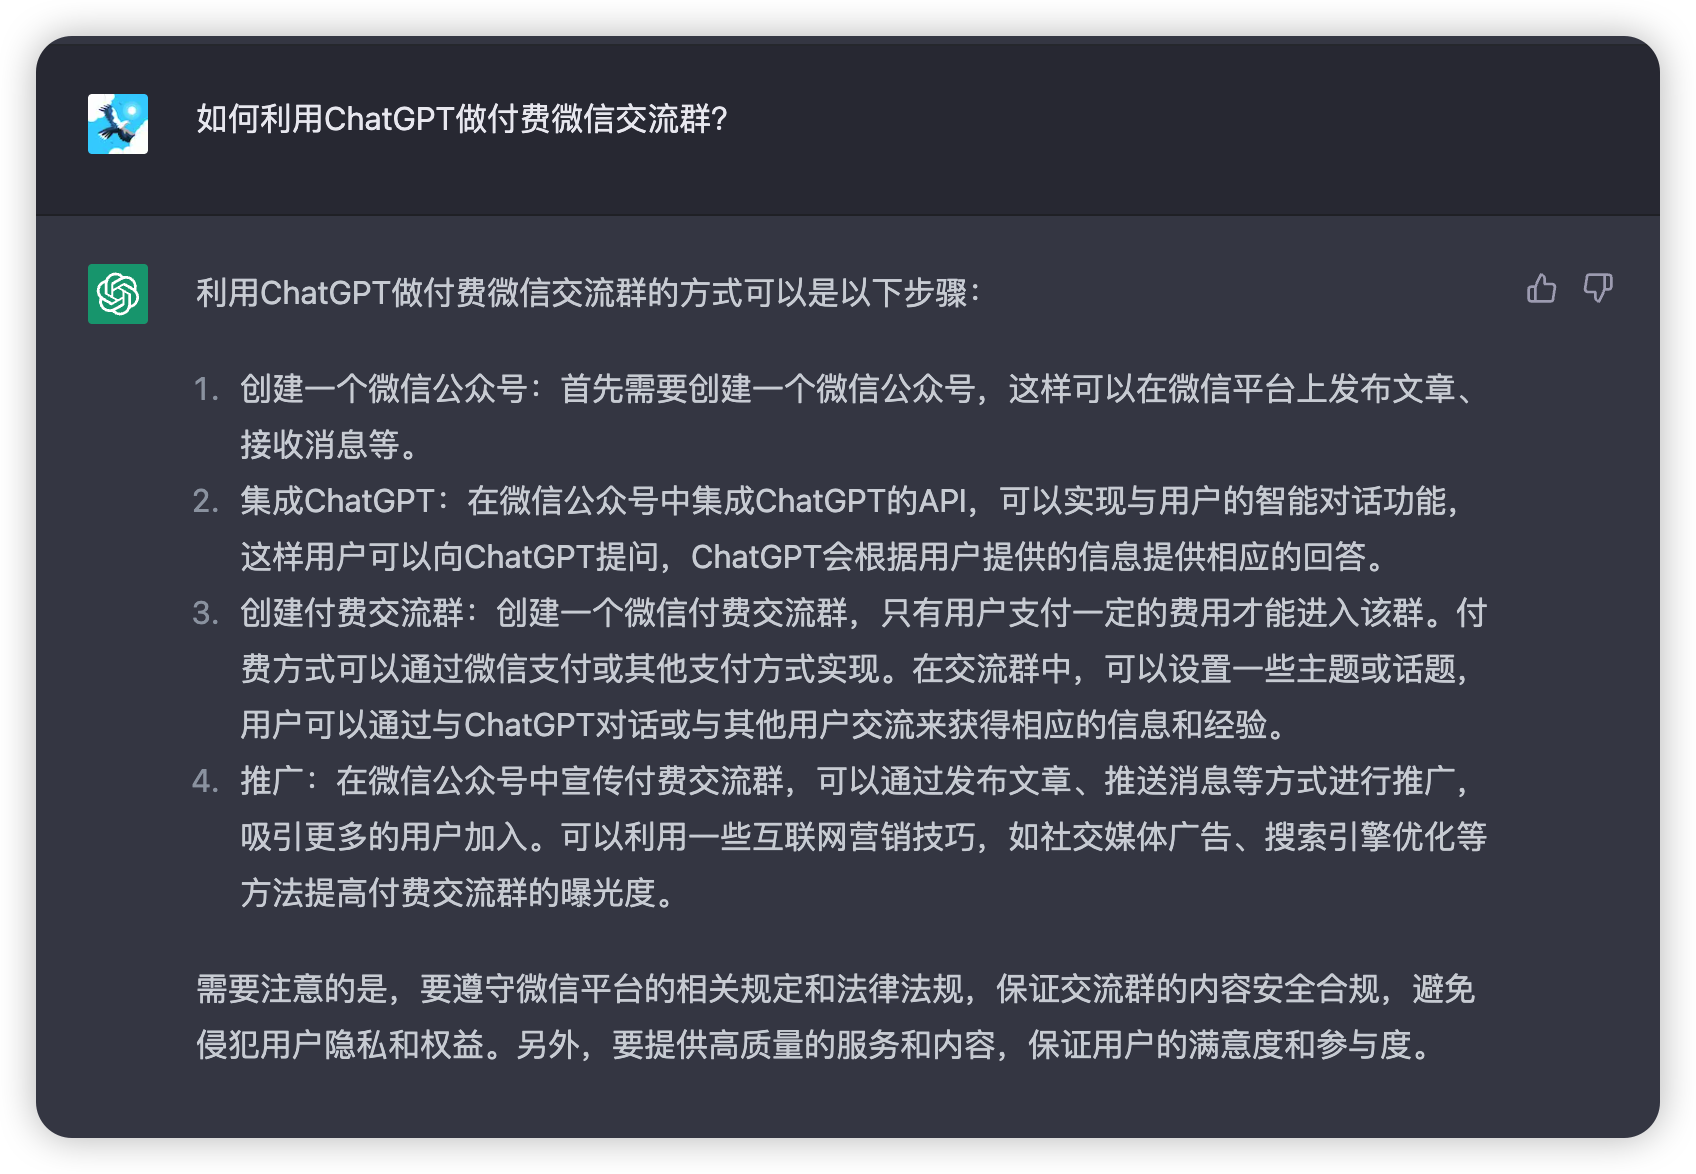 如何利用ChatGPT做付费微信交流群?
利用ChatGPT做付费微信交流群的方式可以是以下步骤：
1. 创建一个微信公众号：首先需要创建一个微信公众号，这样可以在微信平台上发布文章、
接收消息等。
2. 集成ChatGPT：在微信公众号中集成ChatGPT的API，可以实现与用户的智能对话功能，
这样用户可以向ChatGPT提问，ChatGPT会根据用户提供的信息提供相应的回答。
3. 创建付费交流群：创建一个微信付费交流群，只有用户支付一定的费用才能进入该群。付
费方式可以通过微信支付或其他支付方式实现。在交流群中，可以设置一些主题或话题，
用户可以通过与ChatGPT对话或与其他用户交流来获得相应的信息和经验。
4. 推广：在微信公众号中宣传付费交流群，可以通过发布文章、推送消息等方式进行推广，
吸引更多的用户加入。可以利用一些互联网营销技巧，如社交媒体广告、搜索引擎优化等
方法提高付费交流群的曝光度。
需要注意的是，要遵守微信平台的相关规定和法律法规，保证交流群的内容安全合规，避免
侵犯用户隐私和权益。另外，要提供高质量的服务和内容，保证用户的满意度和参与度。